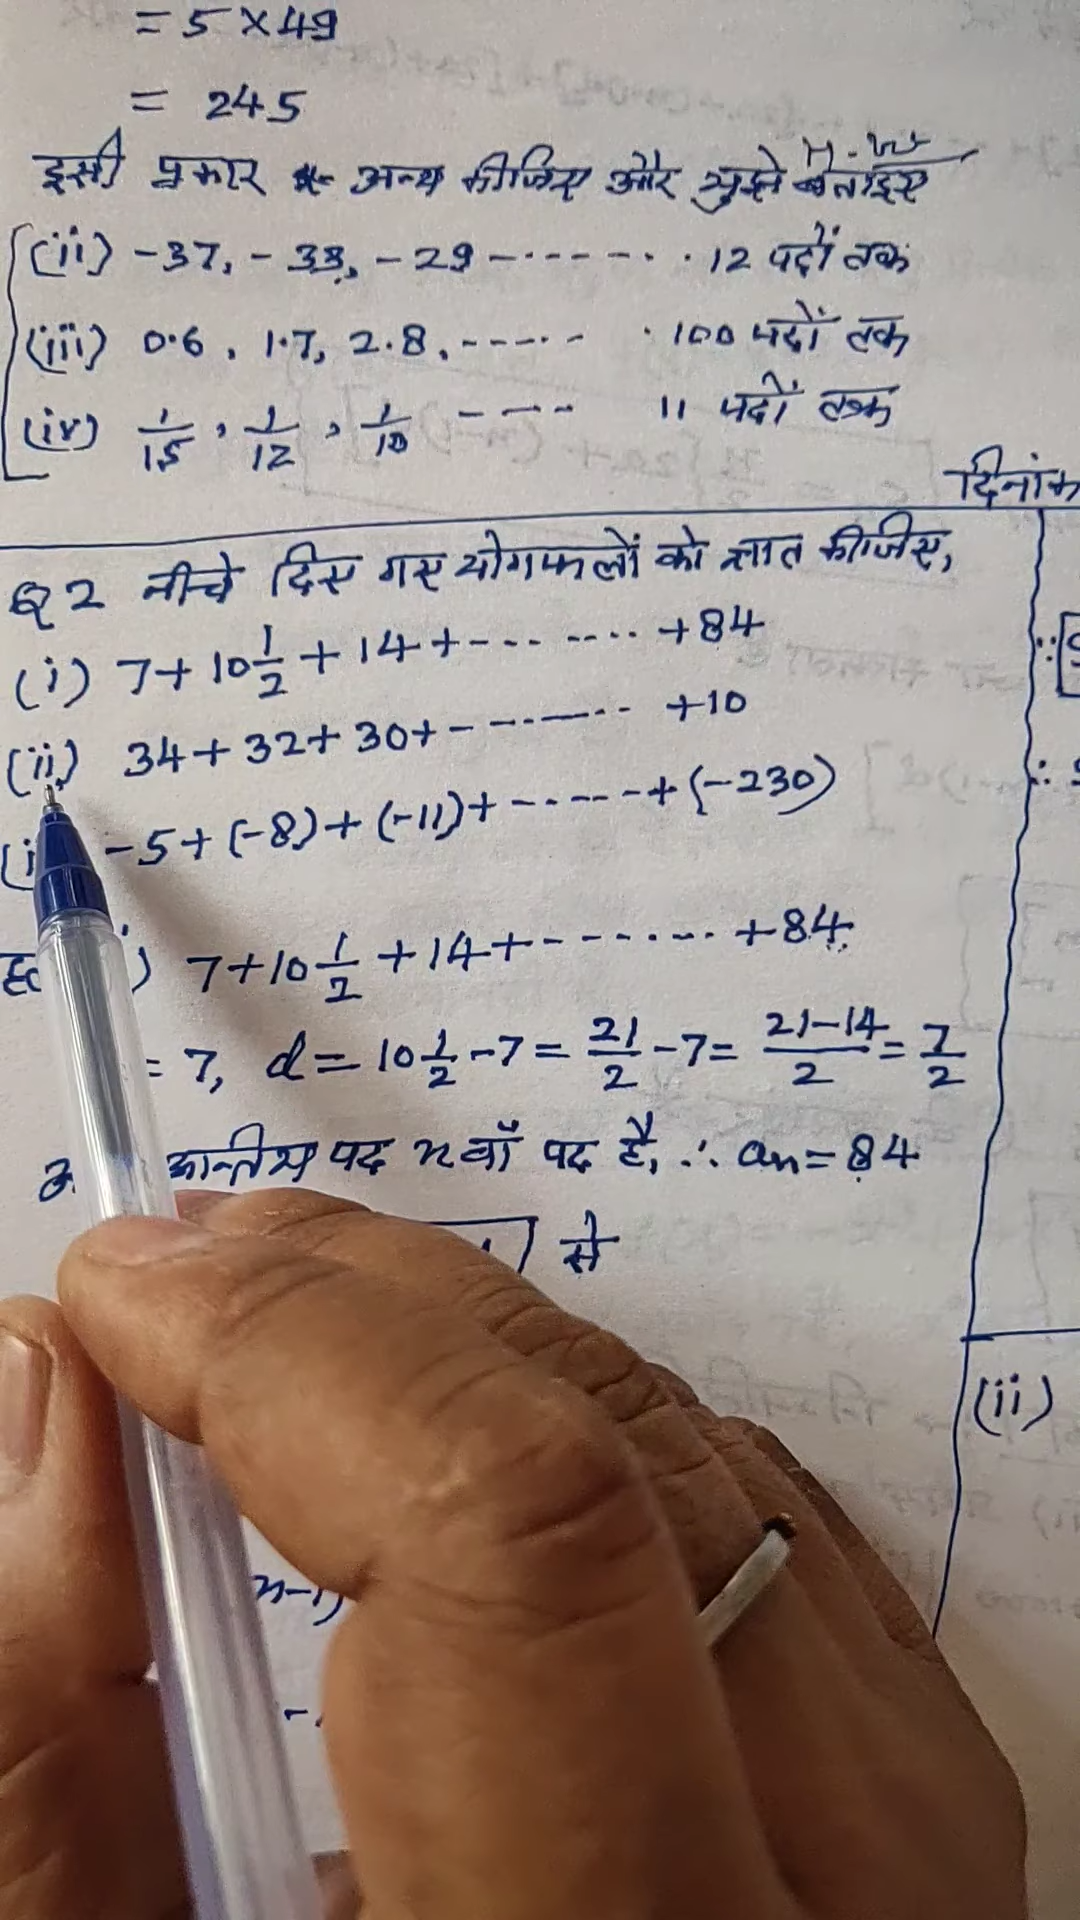 = 5 × 49
= 245
H.W
इसी प्रकार अन्य कीजिए और मुझे बताइए
(ii) -37, -33, -29 ------- 12 पदों तक
(iii) 0.6, 1.7, 2.8, ------ 100 पदों तक
(iv) 1/15, 1/12, 1/10 ---- 11 पदों तक
दिनांक
Q 2 नीचे दिए गए योगफलों को ज्ञात कीजिए,
(i) 7 + 10 1/2 + 14 + ------- + 84
(ii) 34 + 32 + 30 + ------- + 10
-5 + (-8) + (-11) + ------ + (-230)
7 + 10 1/2 + 14 + ------- + 84
= 7, d = 10 1/2 - 7 = 21/2 - 7 = 21-14/2 = 7/2
अन्तिम पद n वाँ पद है, ∴ an = 84
से
(ii)
n-1)